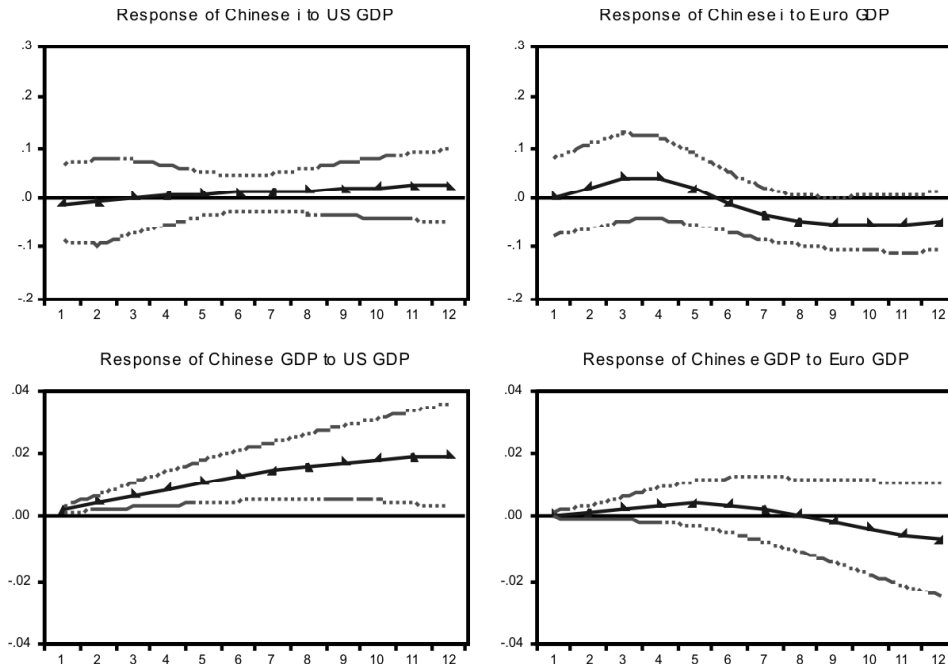 Response of Chinese i to US GDP
.3
.2
.1
.0
-.1
-.2
1 2 3 4 5 6 7 8 9 10 11 12
Response of Chinese i to Euro GDP
.3
.2
.1
.0
-.1
-.2
1 2 3 4 5 6 7 8 9 10 11 12
Response of Chinese GDP to US GDP
.04
.02
.00
-.02
-.04
1 2 3 4 5 6 7 8 9 10 11 12
Response of Chinese GDP to Euro GDP
.04
.02
.00
-.02
-.04
1 2 3 4 5 6 7 8 9 10 11 12